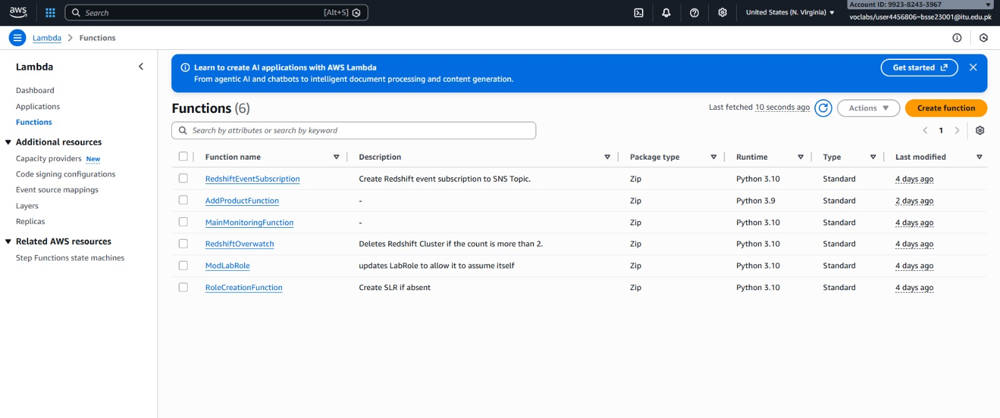 aws
Search [Alt+S]
United States (N. Virginia)
Account ID: 9923-8243-3967
voclabs/user4456806=bsse23001@itu.edu.pk
Lambda Functions
Lambda
Dashboard
Applications
Functions
Additional resources
Capacity providers New
Code signing configurations
Event source mappings
Layers
Replicas
Related AWS resources
Step Functions state machines
Learn to create AI applications with AWS Lambda
From agentic AI and chatbots to intelligent document processing and content generation.
Get started
Functions (6)
Last fetched 10 seconds ago
Actions
Create function
Search by attributes or search by keyword
1
Function name Description Package type Runtime Type Last modified
RedshiftEventSubscription Create Redshift event subscription to SNS Topic. Zip Python 3.10 Standard 4 days ago
AddProductFunction - Zip Python 3.9 Standard 2 days ago
MainMonitoringFunction - Zip Python 3.10 Standard 4 days ago
RedshiftOverwatch Deletes Redshift Cluster if the count is more than 2. Zip Python 3.10 Standard 4 days ago
ModLabRole updates LabRole to allow it to assume itself Zip Python 3.10 Standard 4 days ago
RoleCreationFunction Create SLR if absent Zip Python 3.10 Standard 4 days ago